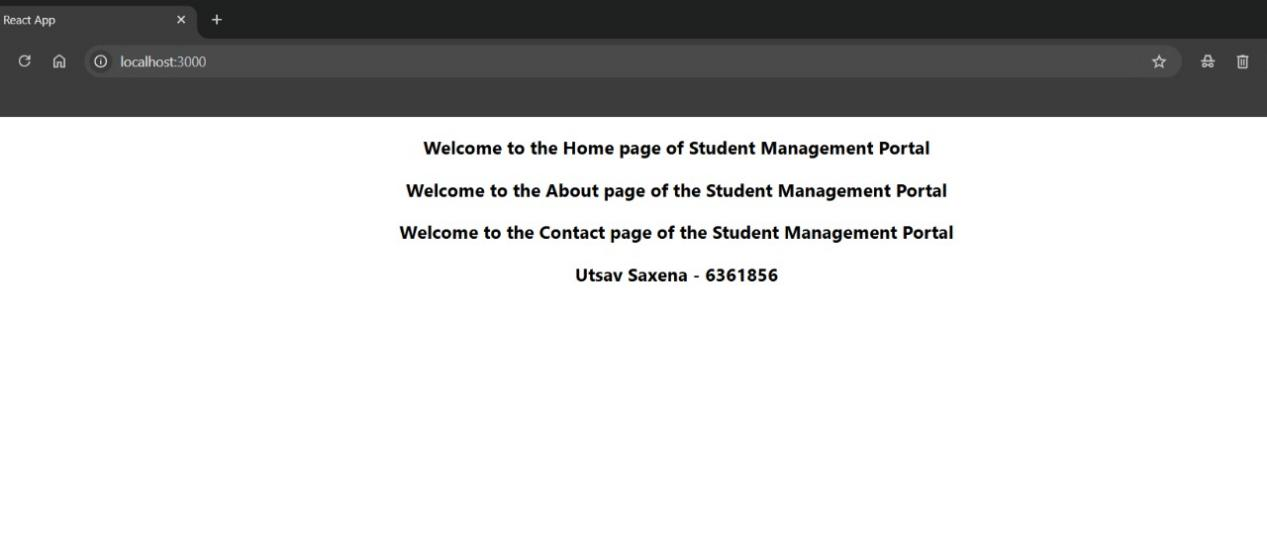 React App
localhost:3000
Welcome to the Home page of Student Management Portal
Welcome to the About page of the Student Management Portal
Welcome to the Contact page of the Student Management Portal
Utsav Saxena - 6361856